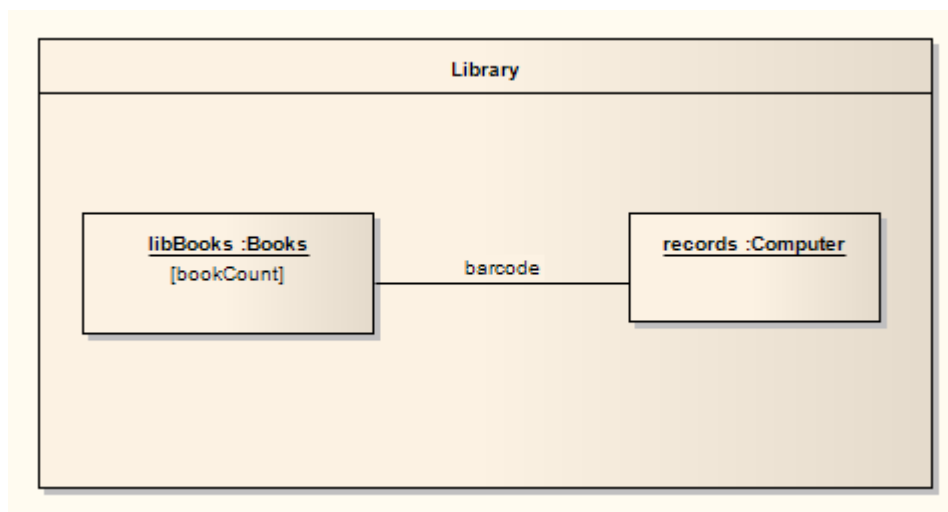 Library
libBooks :Books
[bookCount]
barcode
records :Computer